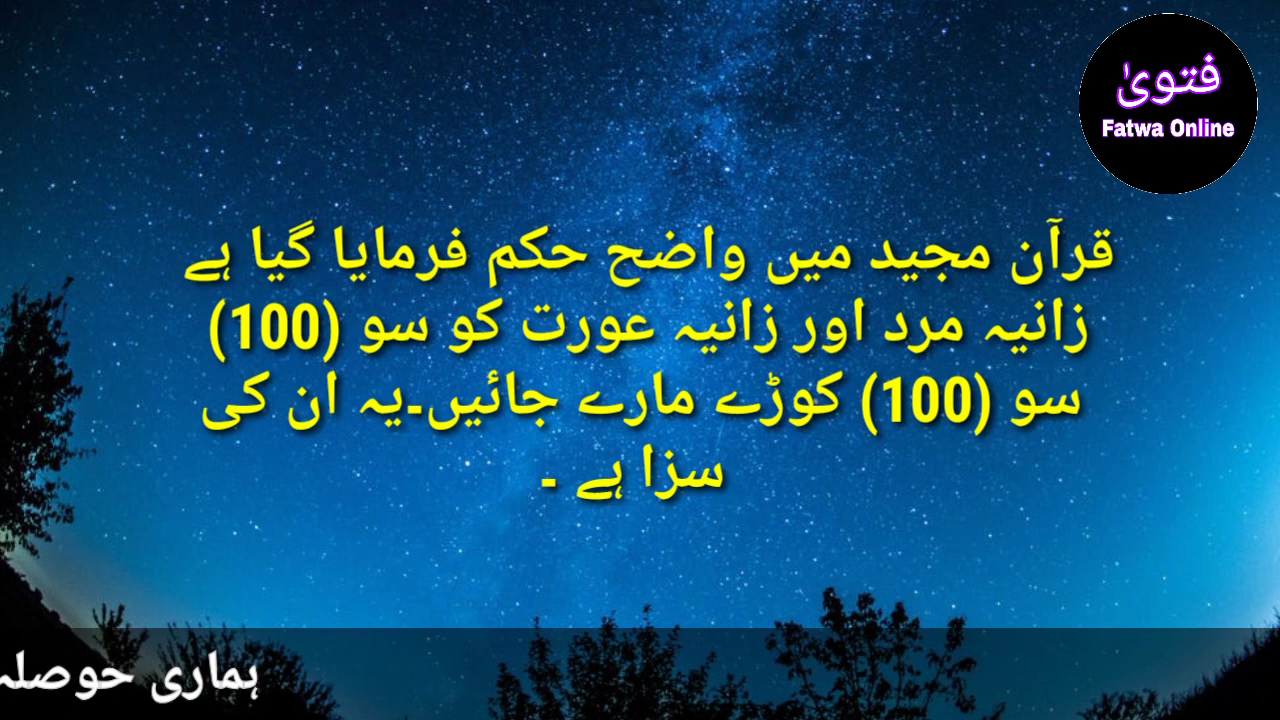 فتویٰ
Fatwa Online
قرآن مجید میں واضح حکم فرمایا گیا ہے
زانیہ مرد اور زانیہ عورت کو سو (100)
سو (100) کوڑے مارے جائیں۔یہ ان کی
سزا ہے ۔
ہماری حوصلہ